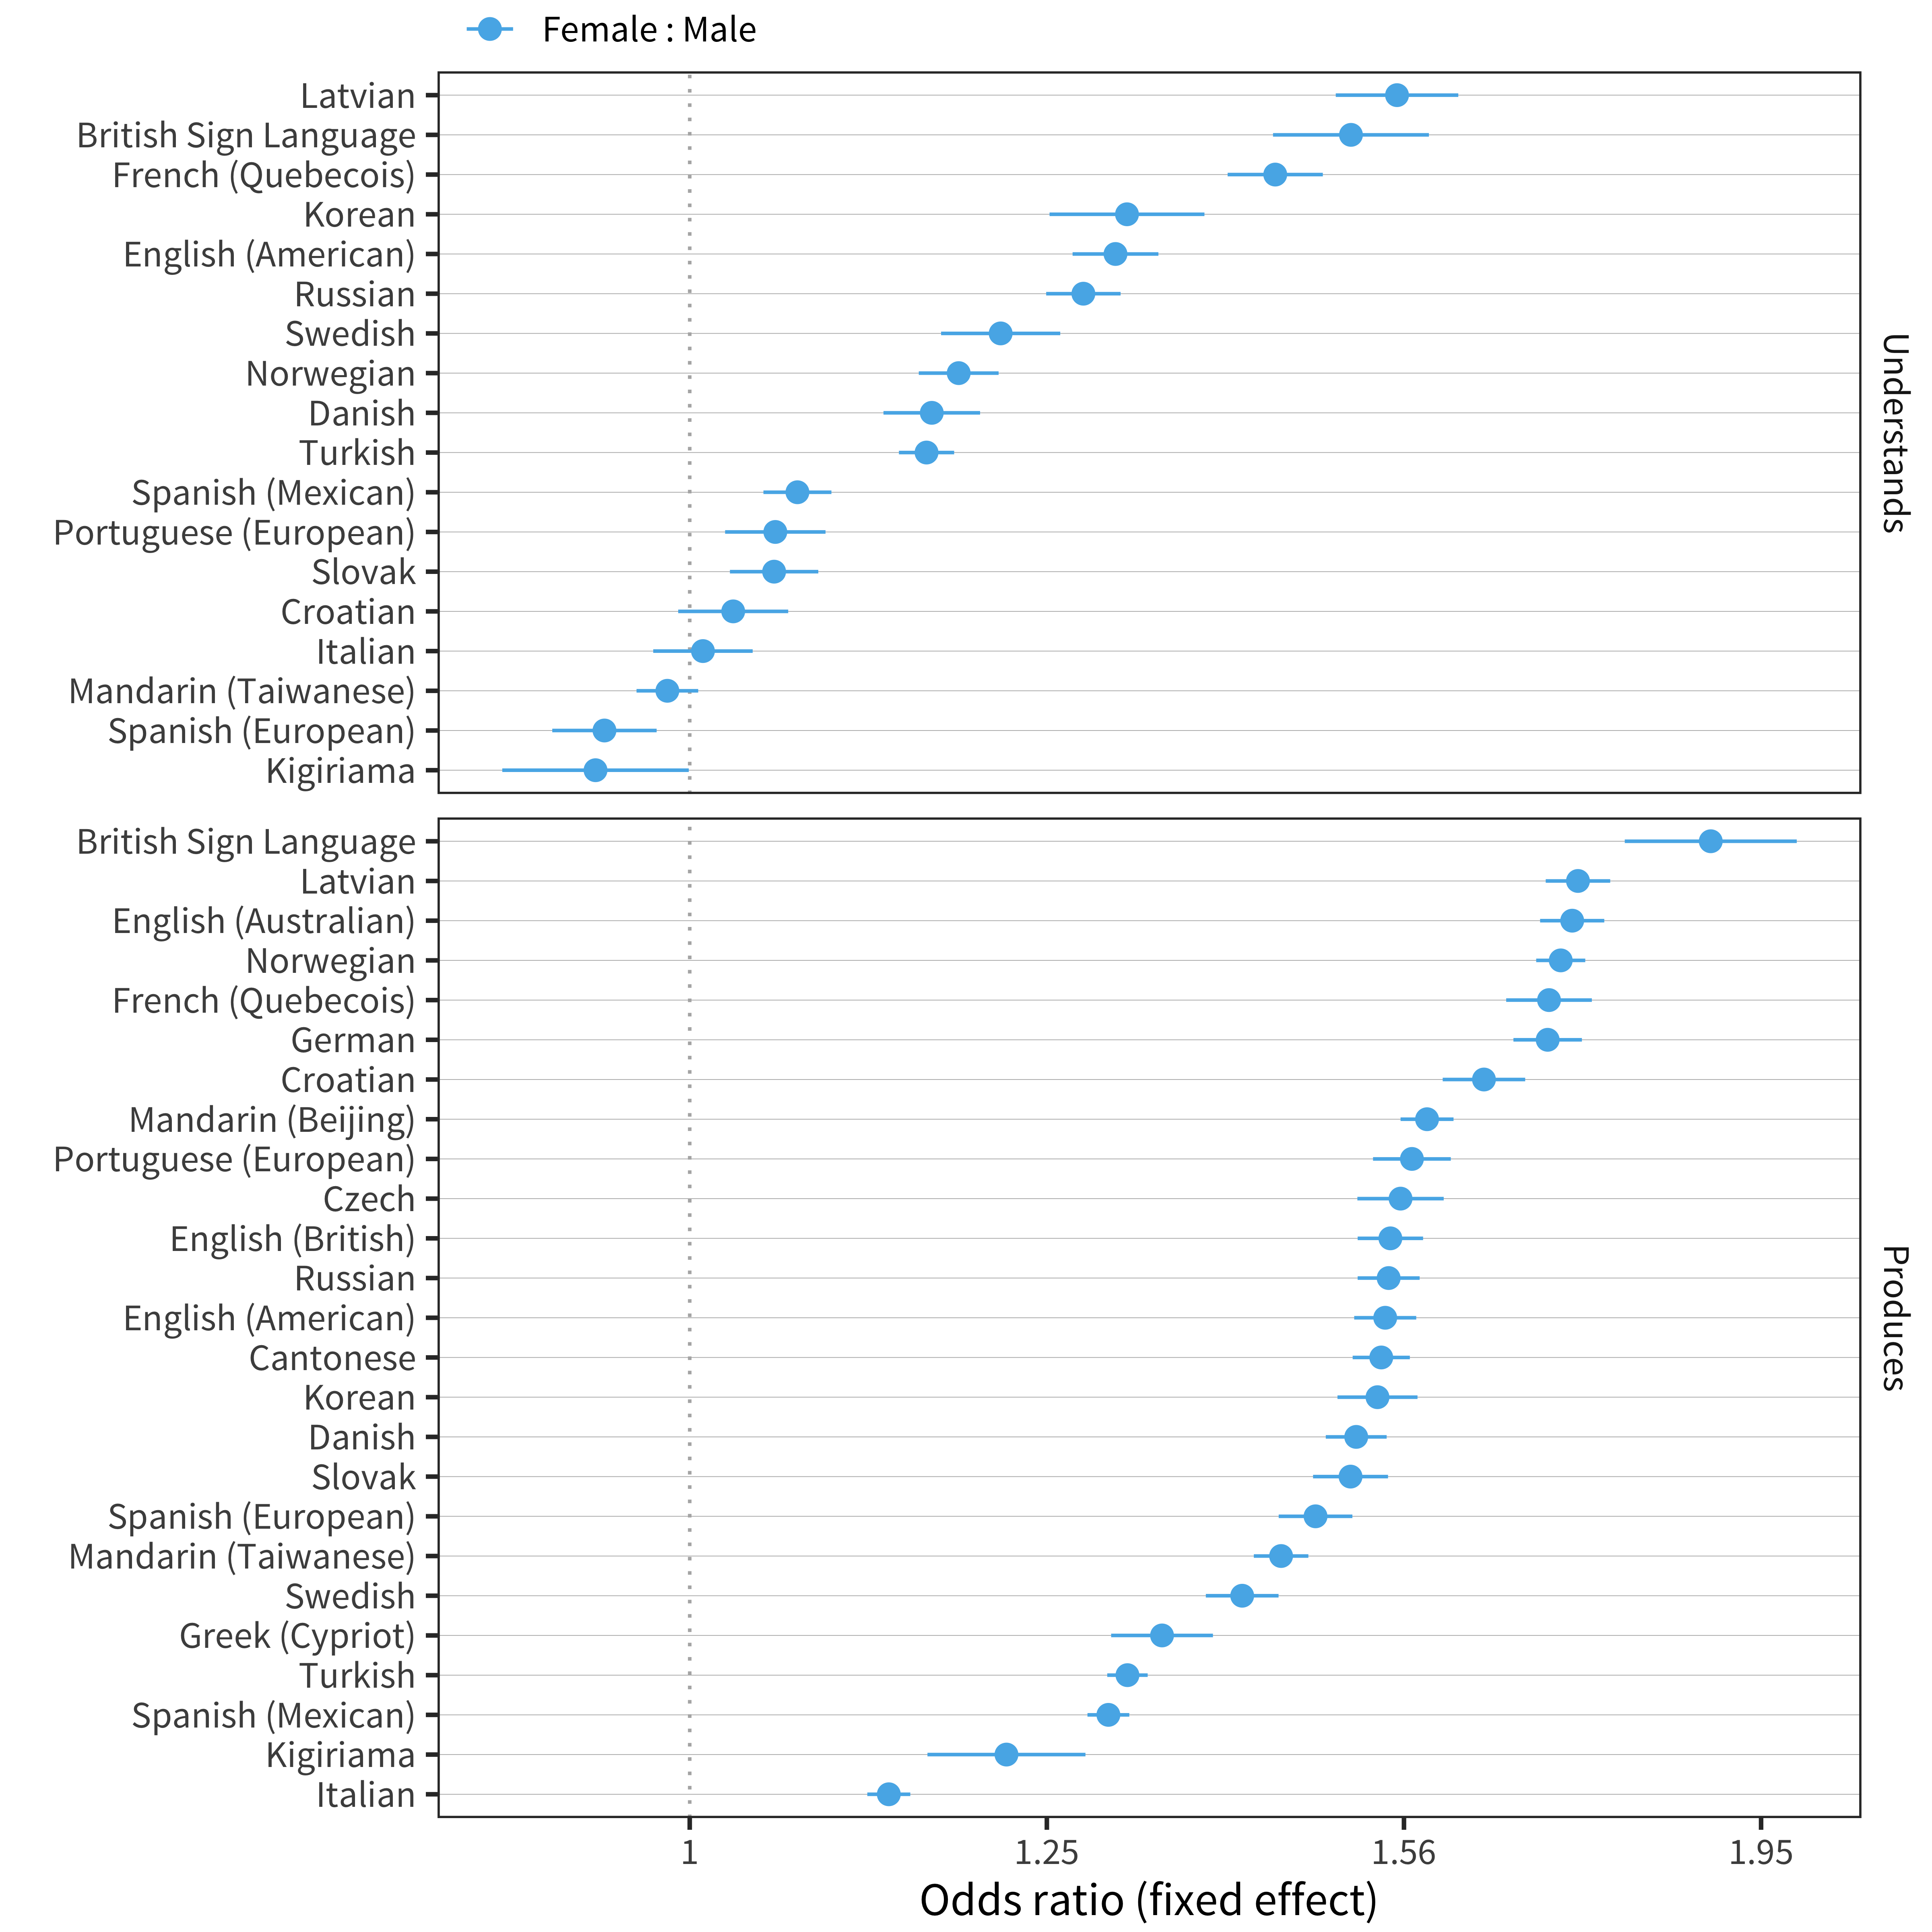 Female : Male
Latvian
British Sign Language
French (Quebecois)
Korean
English (American)
Russian
Swedish
Norwegian
Danish
Turkish
Spanish (Mexican)
Portuguese (European)
Slovak
Croatian
Italian
Mandarin (Taiwanese)
Spanish (European)
Kigiriama
Understands
British Sign Language
Latvian
English (Australian)
Norwegian
French (Quebecois)
German
Croatian
Mandarin (Beijing)
Portuguese (European)
Czech
English (British)
Russian
English (American)
Cantonese
Korean
Danish
Slovak
Spanish (European)
Mandarin (Taiwanese)
Swedish
Greek (Cypriot)
Turkish
Spanish (Mexican)
Kigiriama
Italian
Produces
1 1.25 1.56 1.95
Odds ratio (fixed effect)